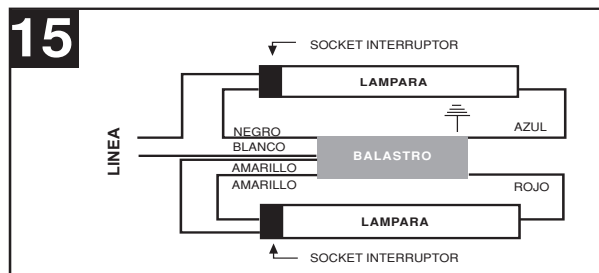 15
SOCKET INTERRUPTOR
LAMPARA
LINEA
NEGRO
AZUL
BLANCO
BALASTRO
AMARILLO
AMARILLO
ROJO
LAMPARA
SOCKET INTERRUPTOR